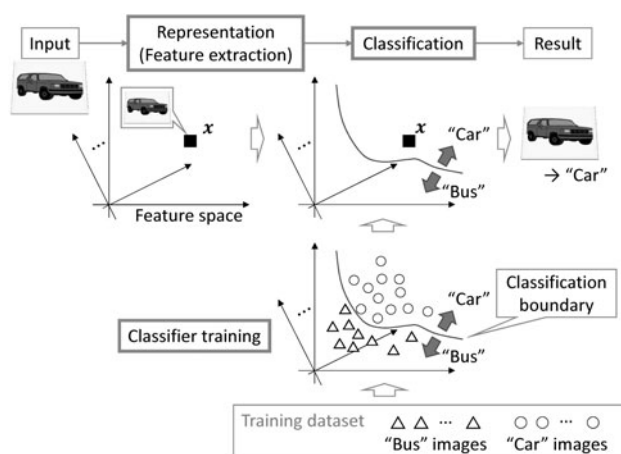 Input
Representation
(Feature extraction)
Classification
Result
x
Feature space
x
"Car"
"Bus"
→ "Car"
Classifier training
"Car"
"Bus"
Classification
boundary
Training dataset
"Bus" images
"Car" images